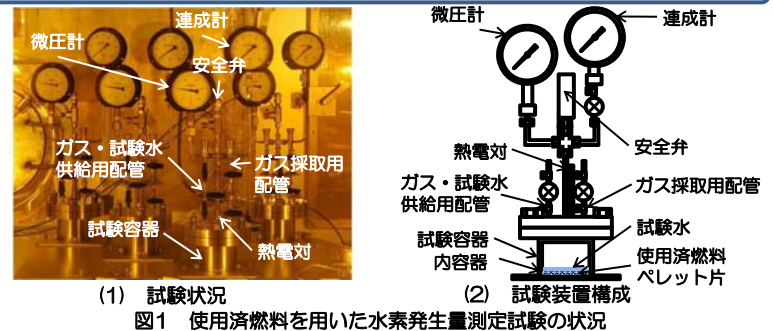 連成計
微圧計
安全弁
ガス・試験水
供給用配管
ガス採取用
配管
試験容器
熱電対
(1) 試験状況
微圧計
連成計
安全弁
熱電対
ガス・試験水
供給用配管
ガス採取用配管
試験水
試験容器
内容器
使用済燃料
ペレット片
(2) 試験装置構成
図1 使用済燃料を用いた水素発生量測定試験の状況